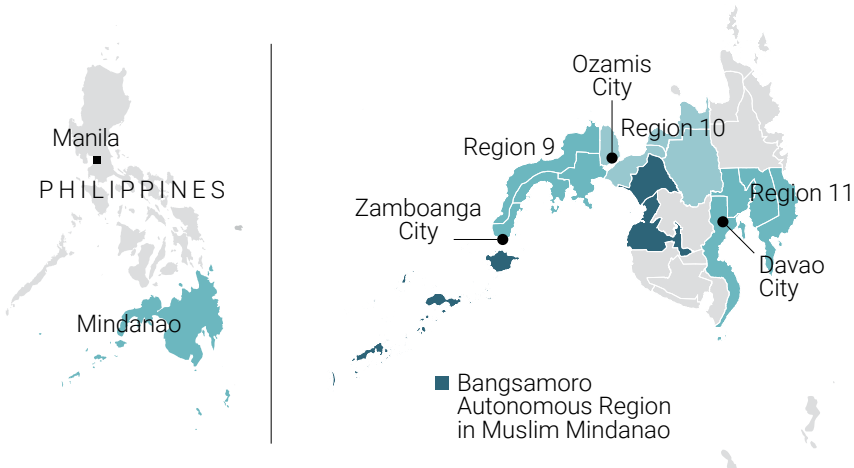 Manila
PHILIPPINES
Mindanao
Ozamis
City
Region 10
Region 9
Region 11
Zamboanga
City
Davao
City
Bangsamoro
Autonomous Region
in Muslim Mindanao